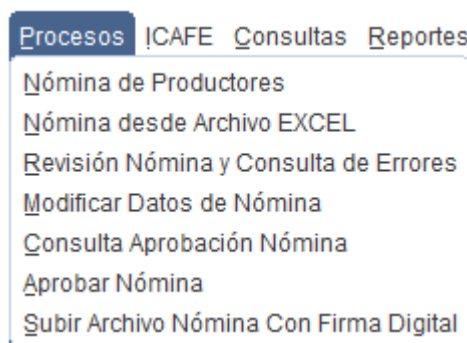 Procesos ICAFE Consultas Reportes
Nómina de Productores
Nómina desde Archivo EXCEL
Revisión Nómina y Consulta de Errores
Modificar Datos de Nómina
Consulta Aprobación Nómina
Aprobar Nómina
Subir Archivo Nómina Con Firma Digital